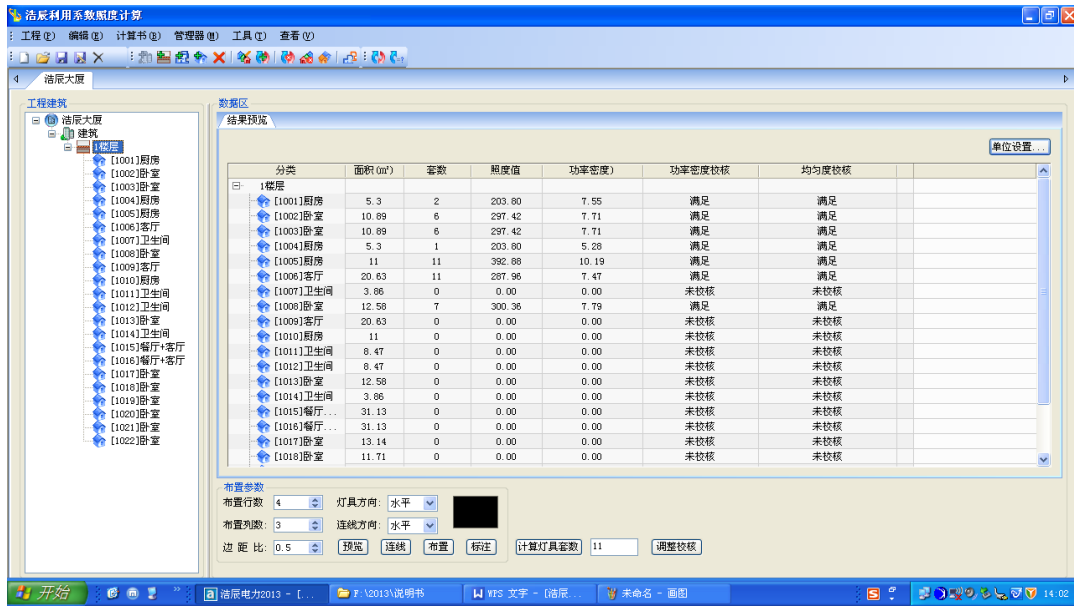 浩辰利用系数照度计算
工程(P) 编辑(E) 计算书(B) 管理器(M) 工具(T) 查看(V)
浩辰大厦
工程建筑
浩辰大厦
建筑
1楼层
[1001]厨房
[1002]卧室
[1003]卧室
[1004]厨房
[1005]厨房
[1006]客厅
[1007]卫生间
[1008]卧室
[1009]客厅
[1010]厨房
[1011]卫生间
[1012]卫生间
[1013]卧室
[1014]卫生间
[1015]餐厅+客厅
[1016]餐厅+客厅
[1017]卧室
[1018]卧室
[1019]卧室
[1020]卧室
[1021]卧室
[1022]卧室
数据区
结果预览
单位设置...
分类 面积(m²) 套数 照度值 功率密度) 功率密度校核 均匀度校核
1楼层
[1001]厨房 5.3 2 203.80 7.55 满足 满足
[1002]卧室 10.89 6 297.42 7.71 满足 满足
[1003]卧室 10.89 6 297.42 7.71 满足 满足
[1004]厨房 5.3 1 203.80 5.28 满足 满足
[1005]厨房 11 11 392.88 10.19 满足 满足
[1006]客厅 20.63 11 287.96 7.47 满足 满足
[1007]卫生间 3.86 0 0.00 0.00 未校核 未校核
[1008]卧室 12.58 7 300.36 7.79 满足 满足
[1009]客厅 20.63 0 0.00 0.00 未校核 未校核
[1010]厨房 11 0 0.00 0.00 未校核 未校核
[1011]卫生间 8.47 0 0.00 0.00 未校核 未校核
[1012]卫生间 8.47 0 0.00 0.00 未校核 未校核
[1013]卧室 12.58 0 0.00 0.00 未校核 未校核
[1014]卫生间 3.86 0 0.00 0.00 未校核 未校核
[1015]餐厅... 31.13 0 0.00 0.00 未校核 未校核
[1016]餐厅... 31.13 0 0.00 0.00 未校核 未校核
[1017]卧室 13.14 0 0.00 0.00 未校核 未校核
[1018]卧室 11.71 0 0.00 0.00 未校核 未校核
布置参数
布置行数 4 灯具方向: 水平
布置列数: 3 连线方向: 水平
边 距 比: 0.5 预览 连线 布置 标注 计算灯具套数 11 调整校核
开始 浩辰电力2013 - [... F:\2013\说明书 WPS 文字 - [浩辰... 未命名 - 画图 14:02